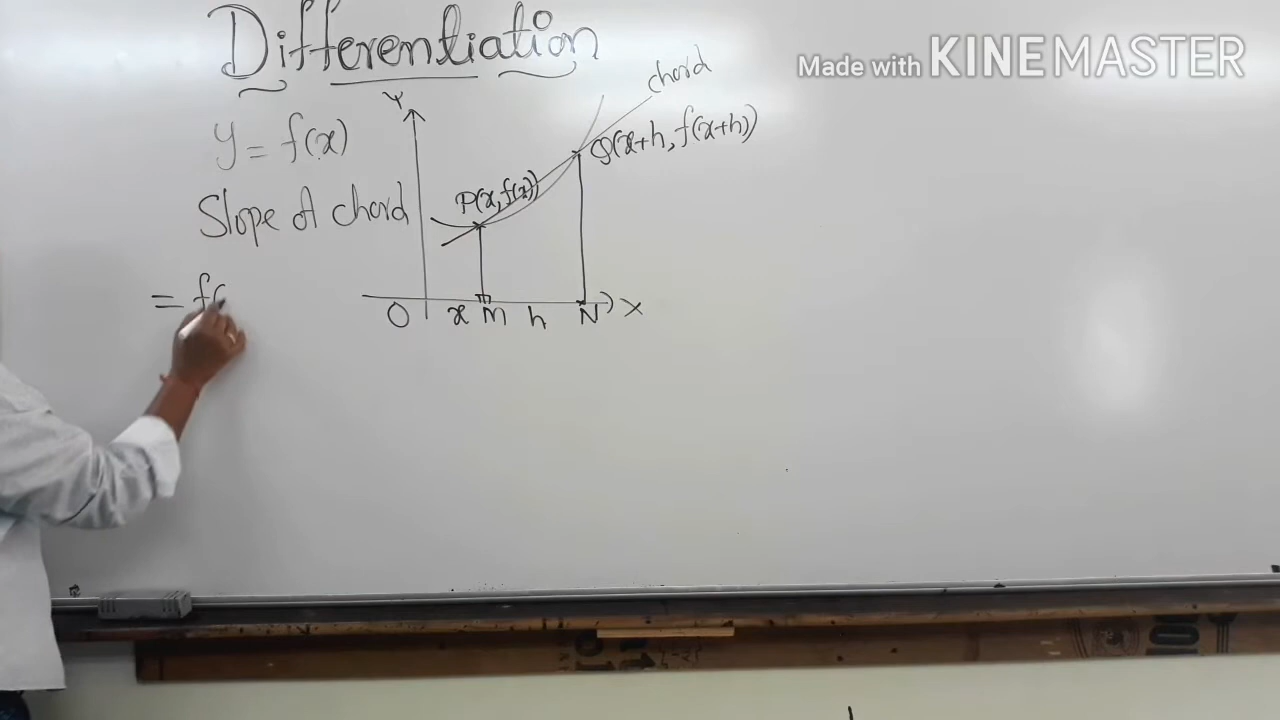 Differentiation
Made with KINEMASTER
chord
Y
y = f(x)
Q(x+h, f(x+h))
P(x, f(x))
Slope of chord
= f(
O x M h N X